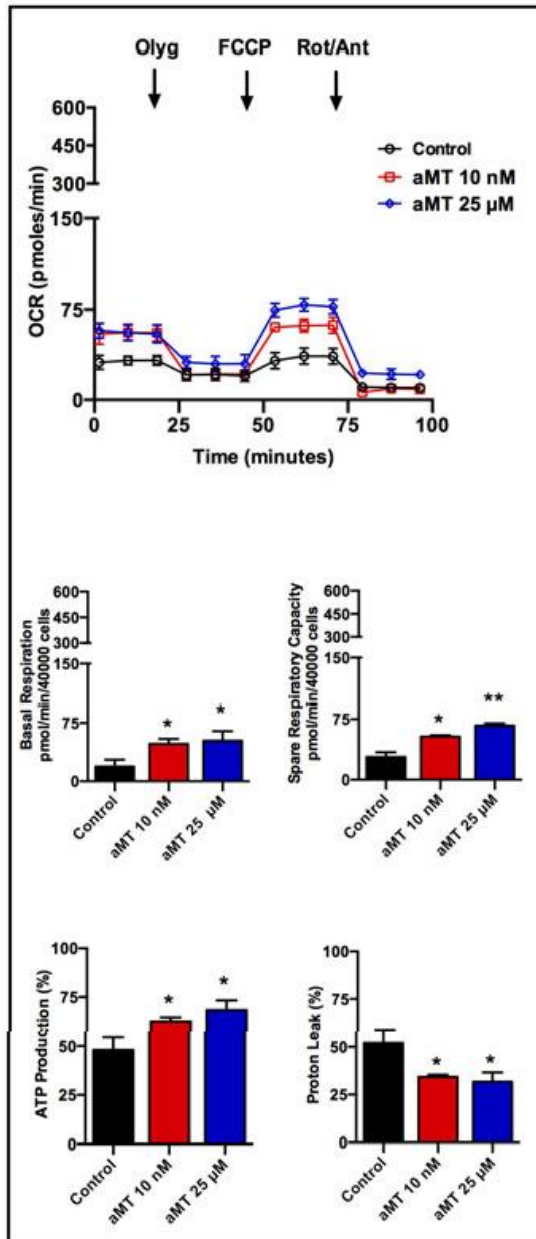 Olyg FCCP Rot/Ant
600
450
300
150
75
0
OCR (pmoles/min)
Control
aMT 10 nM
aMT 25 µM
0 25 50 75 100
Time (minutes)
600
450
300
150
75
0
Basal Respiration
pmol/min/40000 cells
*
*
Control
aMT 10 nM
aMT 25 µM
600
450
300
150
75
0
Spare Respiratory Capacity
pmol/min/40000 cells
*
**
Control
aMT 10 nM
aMT 25 µM
100
75
50
25
0
ATP Production (%)
*
*
Control
aMT 10 nM
aMT 25 µM
100
75
50
25
0
Proton Leak (%)
*
*
Control
aMT 10 nM
aMT 25 µM